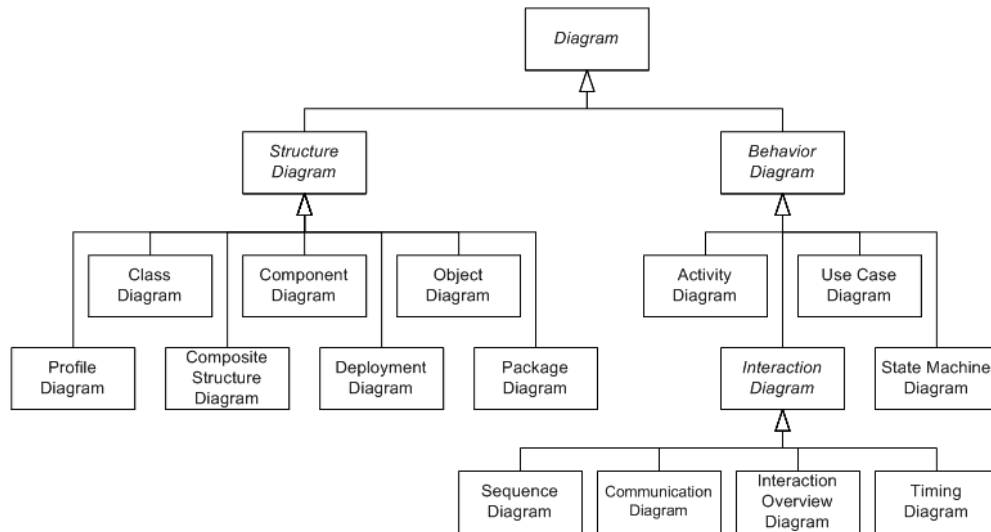 Diagram
Structure
Diagram
Behavior
Diagram
Class
Diagram
Component
Diagram
Object
Diagram
Activity
Diagram
Use Case
Diagram
Profile
Diagram
Composite
Structure
Diagram
Deployment
Diagram
Package
Diagram
Interaction
Diagram
State Machine
Diagram
Sequence
Diagram
Communication
Diagram
Interaction
Overview
Diagram
Timing
Diagram